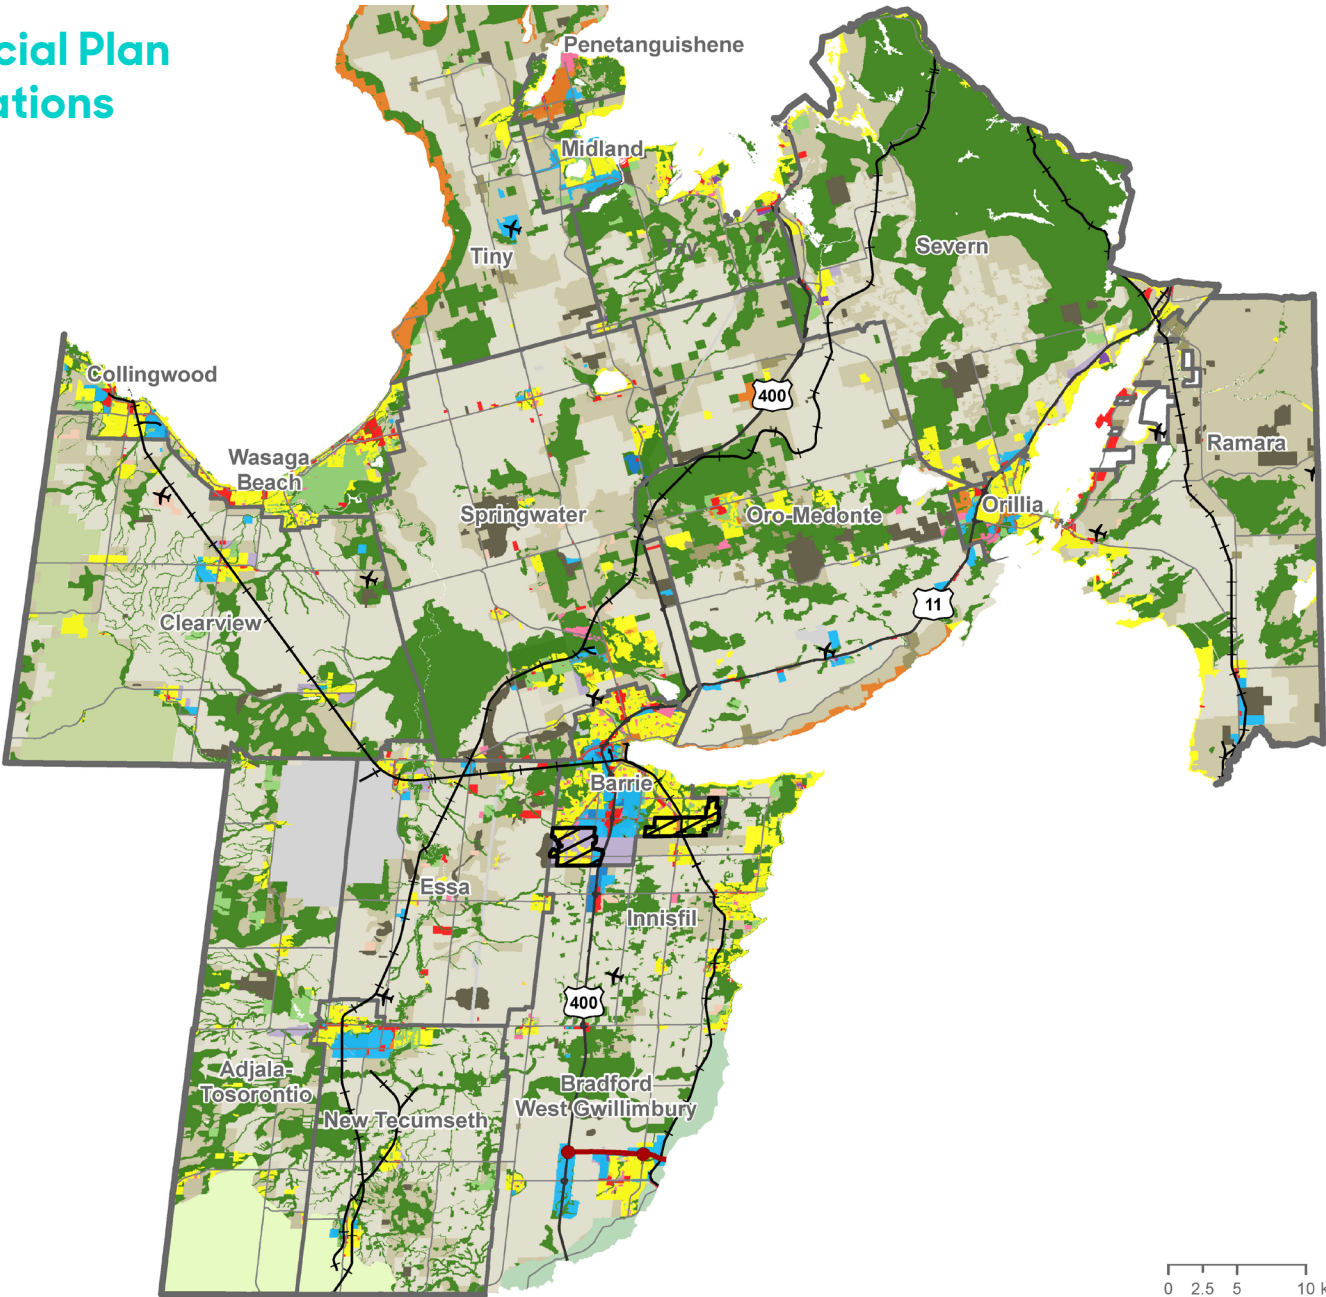 cial Plan
ations
Penetanguishene
Midland
Tay
Severn
Tiny
Collingwood
400
Ramara
Wasaga
Beach
Springwater
Oro-Medonte
Orillia
11
Clearview
Barrie
Essa
Innisfil
400
Adjala-
Tosorontio
Bradford
West Gwillimbury
New Tecumseth
0 2.5 5 10 k